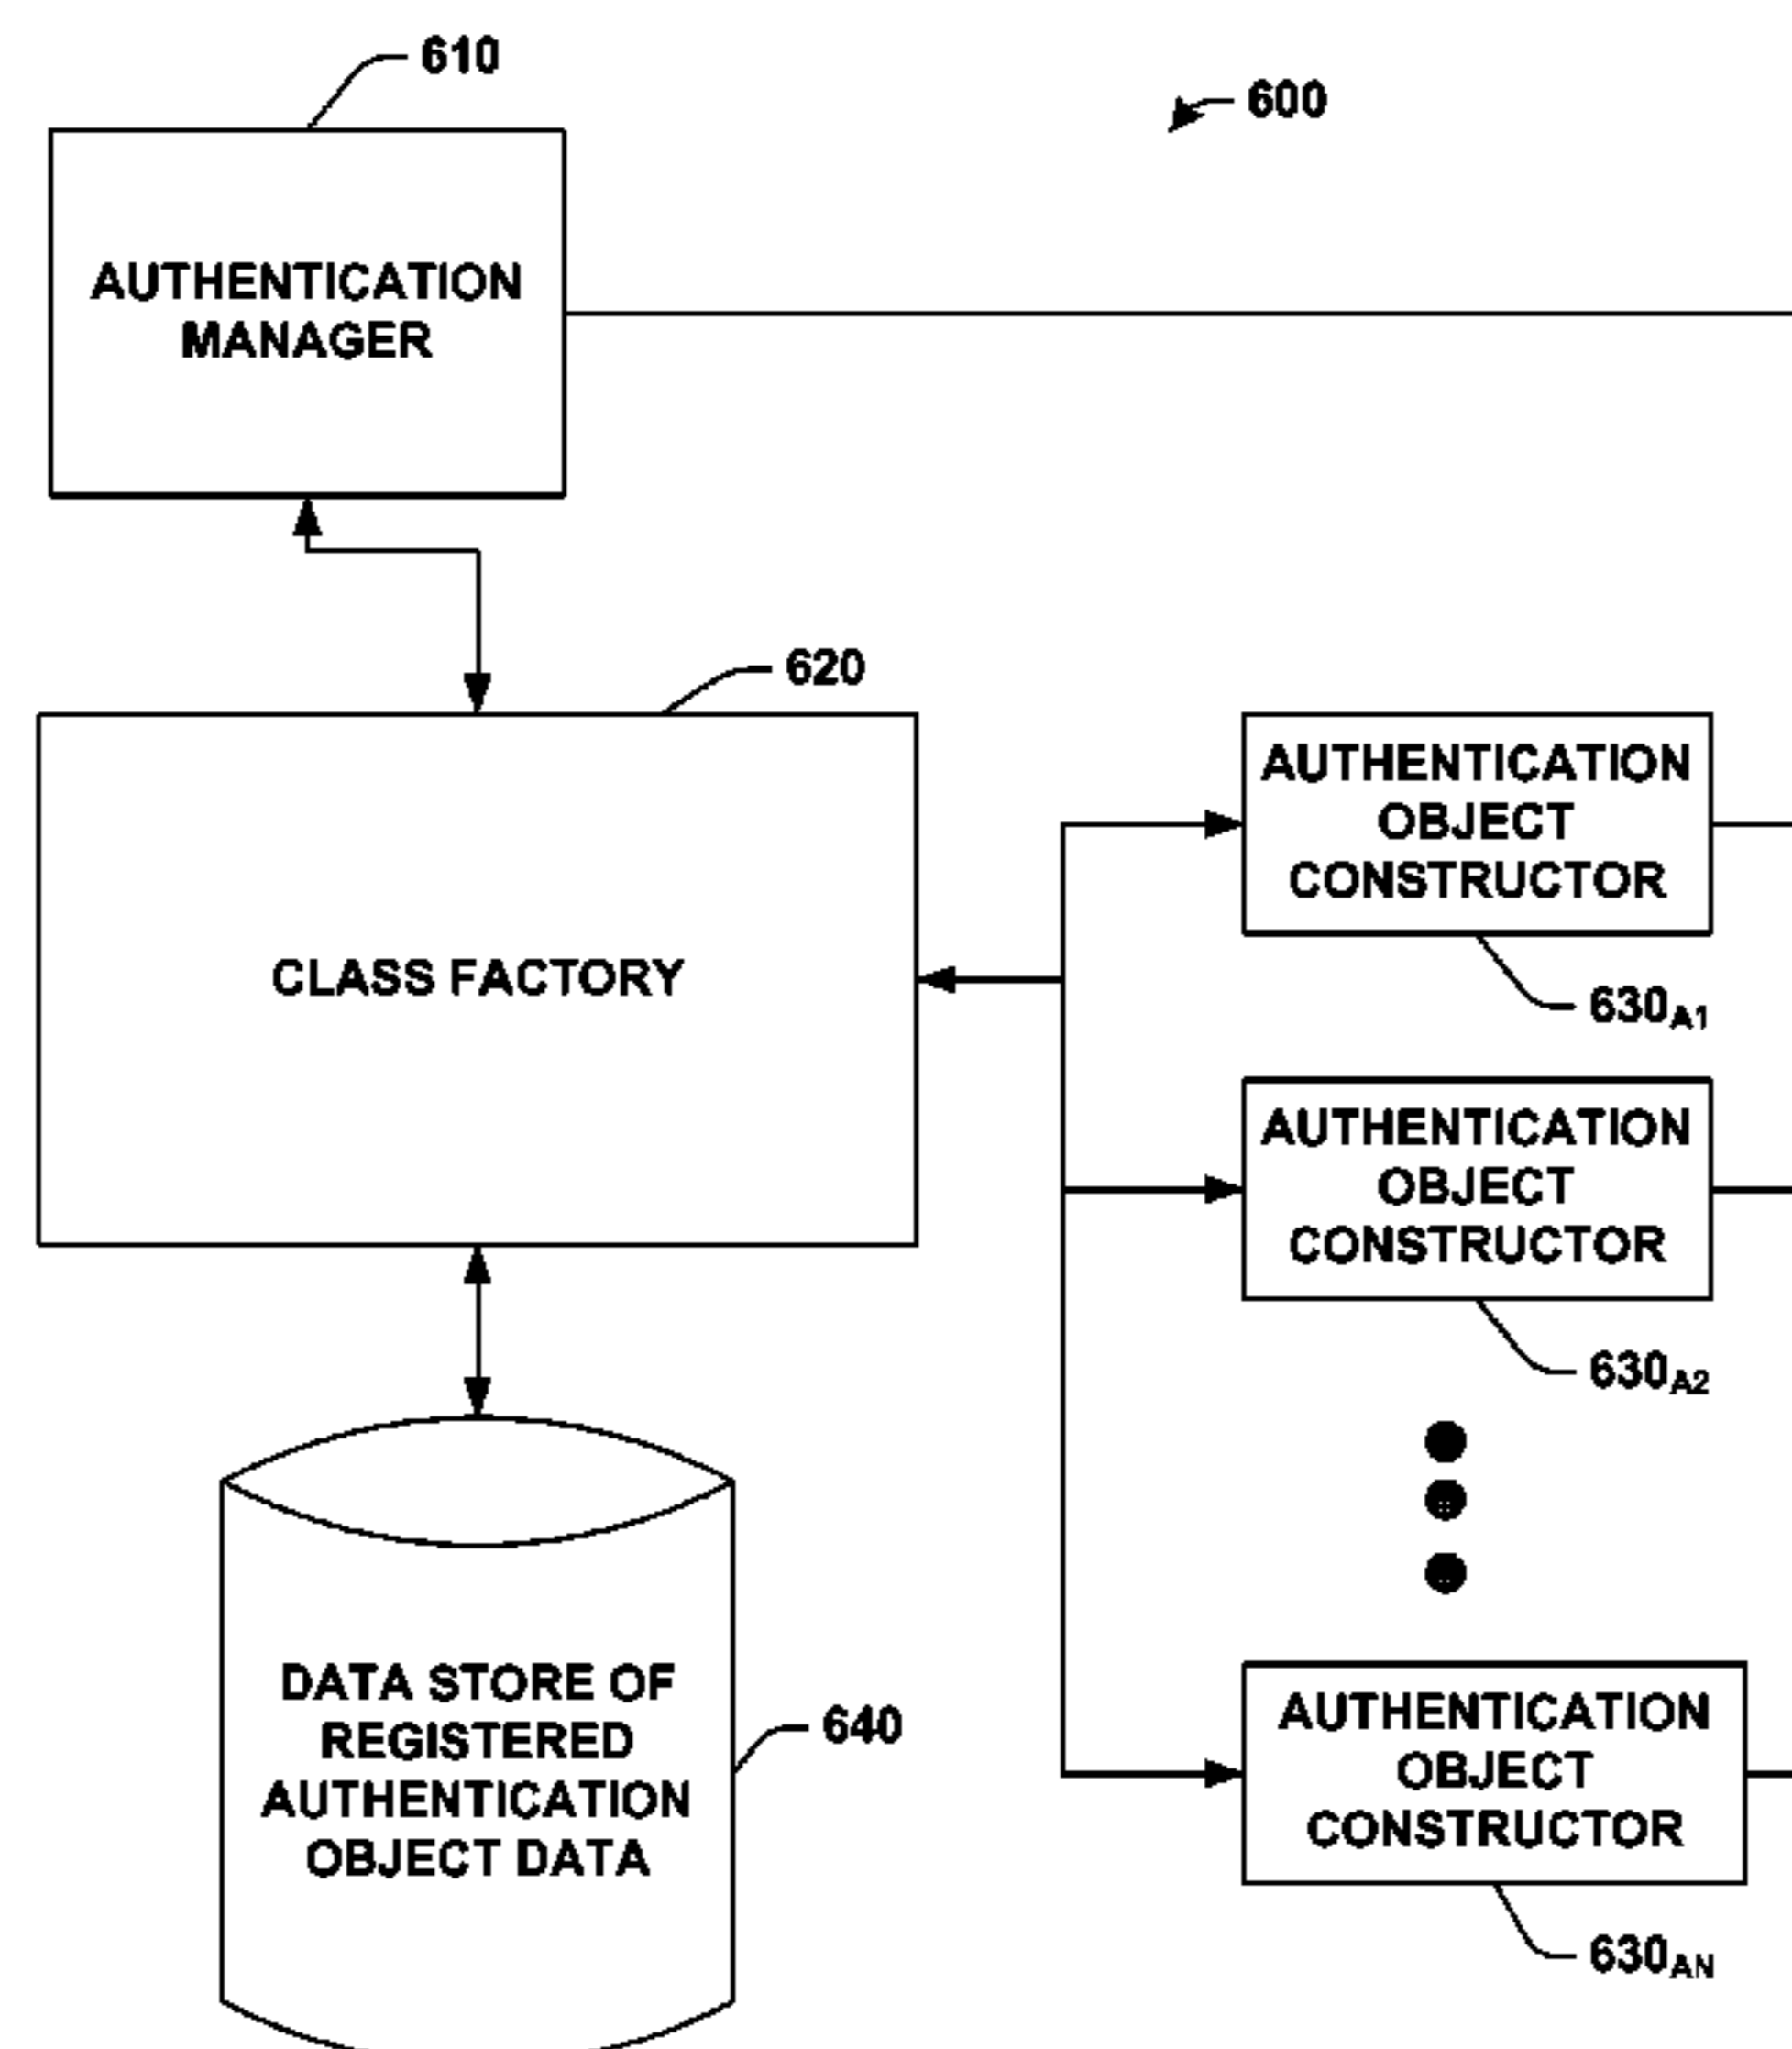 610
600
AUTHENTICATION
MANAGER
620
CLASS FACTORY
AUTHENTICATION
OBJECT
CONSTRUCTOR
630A1
AUTHENTICATION
OBJECT
CONSTRUCTOR
630A2
DATA STORE OF
REGISTERED
AUTHENTICATION
OBJECT DATA
640
AUTHENTICATION
OBJECT
CONSTRUCTOR
630AN